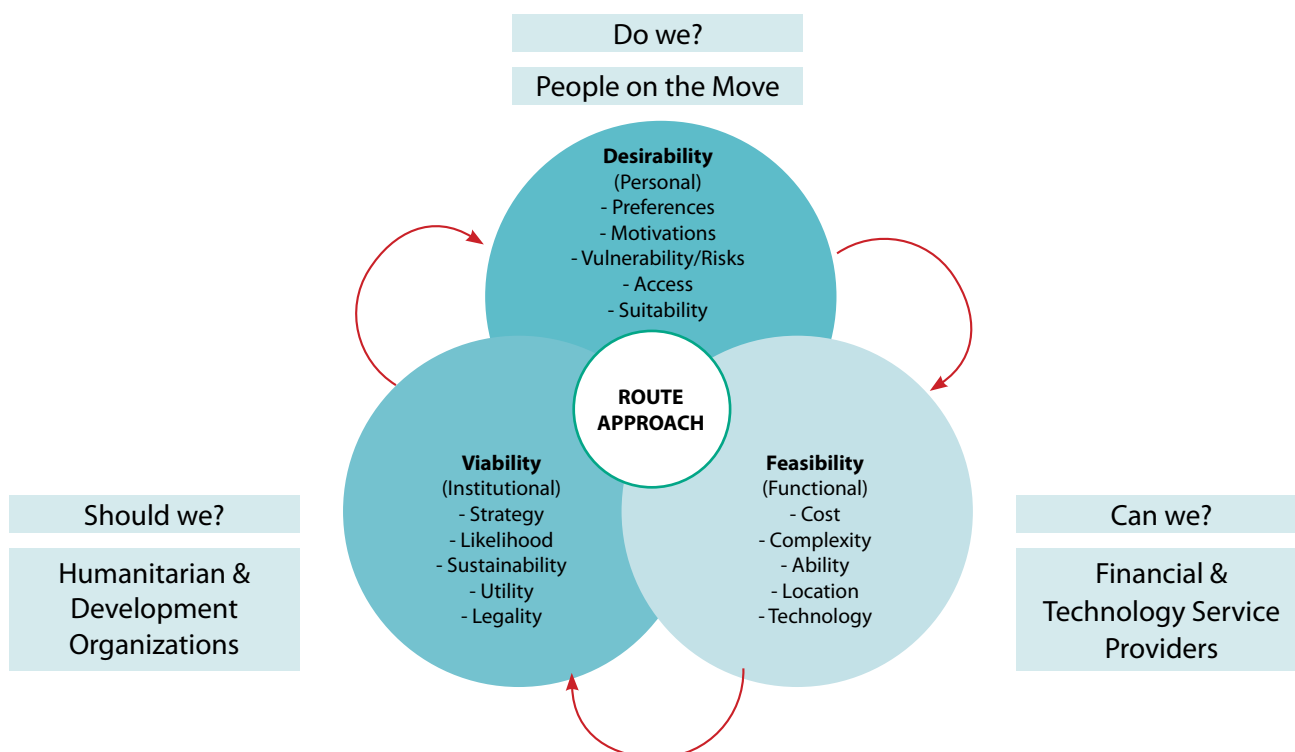 Do we?
People on the Move
Desirability
(Personal)
- Preferences
- Motivations
- Vulnerability/Risks
- Access
- Suitability
ROUTE
APPROACH
Viability
(Institutional)
- Strategy
- Likelihood
- Sustainability
- Utility
- Legality
Feasibility
(Functional)
- Cost
- Complexity
- Ability
- Location
- Technology
Should we?
Humanitarian &
Development
Organizations
Can we?
Financial &
Technology Service
Providers